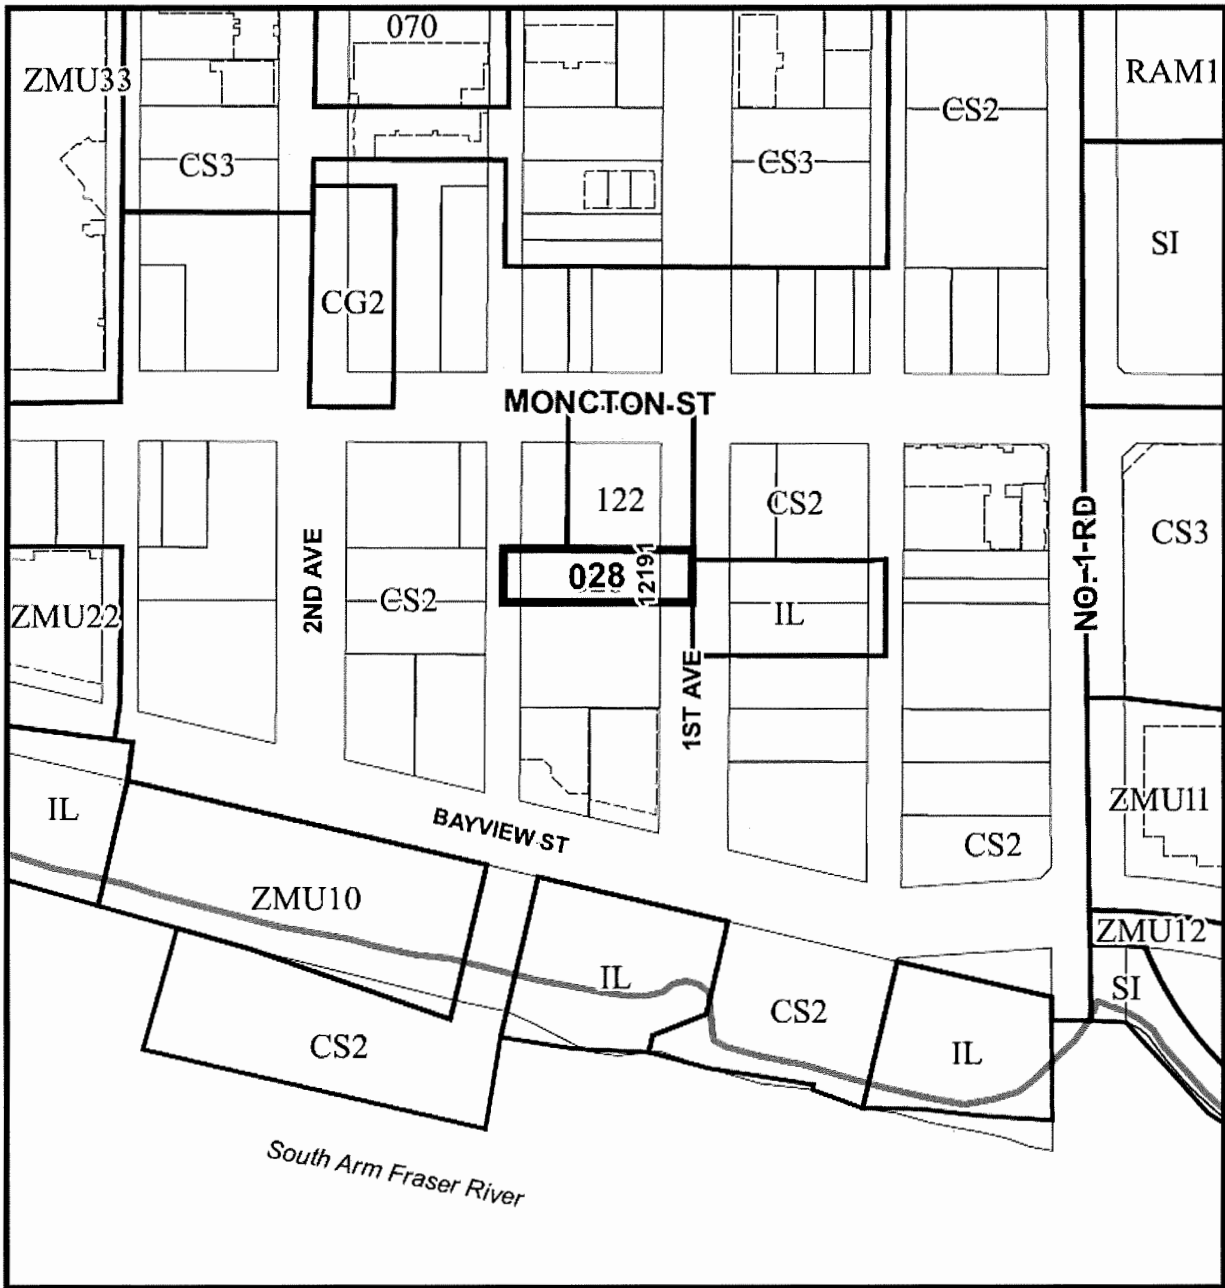 070
ZMU33
RAM1
CS2
CS3
CS3
SI
CG2
MONCTON ST
122
CS2
NO. 1 RD
CS3
2ND AVE
028
12191
CS2
IL
ZMU22
1ST AVE
IL
BAYVIEW ST
ZMU11
CS2
ZMU10
ZMU12
IL
SI
CS2
CS2
IL
South Arm Fraser River